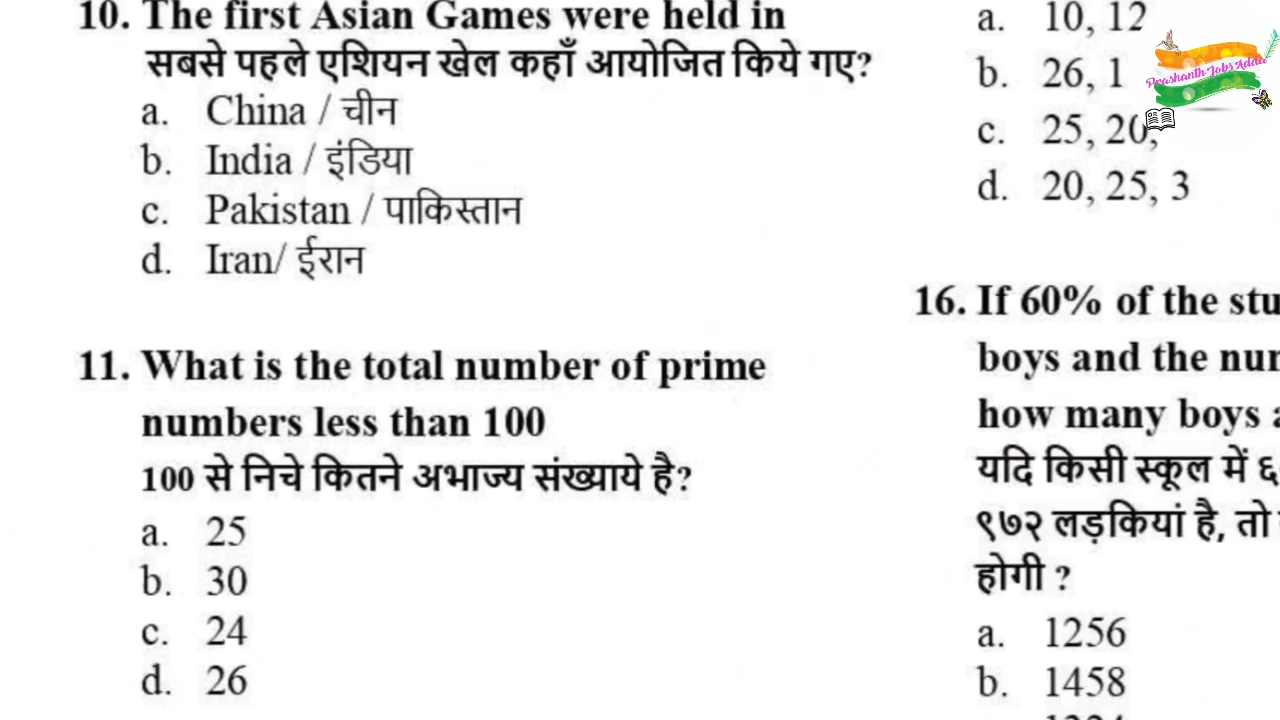 10. The first Asian Games were held in
सबसे पहले एशियन खेल कहाँ आयोजित किये गए?
a. China / चीन
b. India / इंडिया
c. Pakistan / पाकिस्तान
d. Iran/ ईरान
11. What is the total number of prime
numbers less than 100
100 से निचे कितने अभाज्य संख्याये है?
a. 25
b. 30
c. 24
d. 26
a. 10, 12
b. 26, 1
c. 25, 20,
d. 20, 25, 3
16. If 60% of the stu
boys and the
how many boys
यदि किसी स्कूल में
९७२ लड़कियां है, तो
होगी ?
a. 1256
b. 1458
Prashanth Jobs Adda